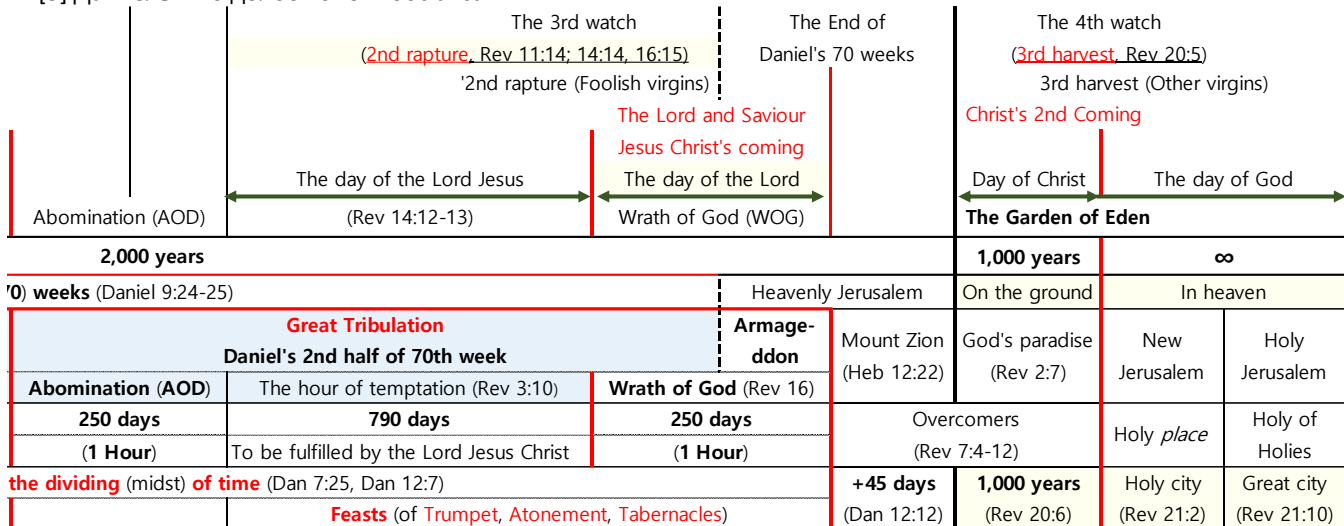 The 3rd watch
The End of
The 4th watch
(2nd rapture, Rev 11:14; 14:14, 16:15)
Daniel's 70 weeks
(3rd harvest, Rev 20:5)
'2nd rapture (Foolish virgins)
3rd harvest (Other virgins)
The Lord and Saviour
Christ's 2nd Coming
Jesus Christ's coming
The day of the Lord Jesus
The day of the Lord
Day of Christ
The day of God
Abomination (AOD)
(Rev 14:12-13)
Wrath of God (WOG)
The Garden of Eden
2,000 years
1,000 years
∞
0) weeks (Daniel 9:24-25)
Heavenly Jerusalem
On the ground
In heaven
Great Tribulation
Daniel's 2nd half of 70th week
Armage-
ddon
Mount Zion
(Heb 12:22)
God's paradise
(Rev 2:7)
New
Jerusalem
Holy
Jerusalem
Abomination (AOD)
The hour of temptation (Rev 3:10)
Wrath of God (Rev 16)
250 days
790 days
250 days
Overcomers
(Rev 7:4-12)
Holy place
Holy of
Holies
(1 Hour)
To be fulfilled by the Lord Jesus Christ
(1 Hour)
the dividing (midst) of time (Dan 7:25, Dan 12:7)
+45 days
(Dan 12:12)
1,000 years
(Rev 20:6)
Holy city
(Rev 21:2)
Great city
(Rev 21:10)
Feasts (of Trumpet, Atonement, Tabernacles)